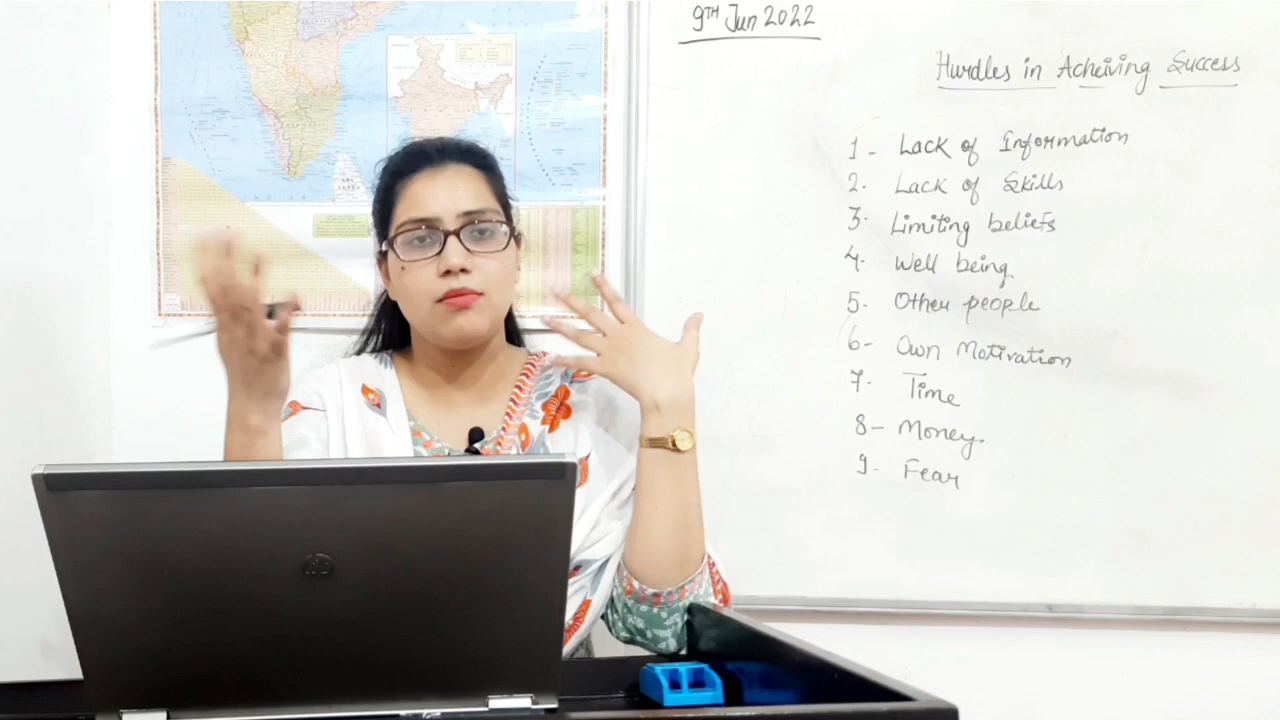 9TH Jun 2022
Hurdles in Acheiving Success
1- Lack of Information
2. Lack of Skills
3. Limiting beliefs
4. Well being
5. Other people
6- Own Motivation
7. Time
8- Money
9. Fear
hp